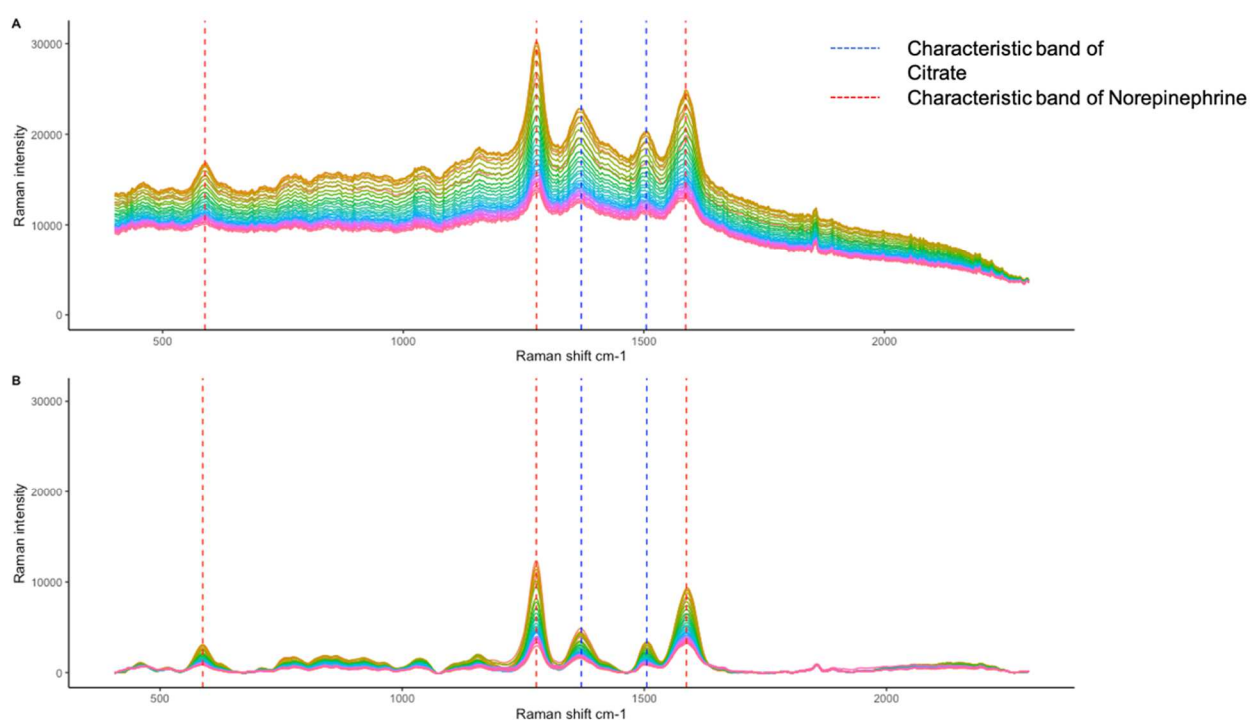 A
30000
20000
10000
0
Raman intensity
500 1000 1500 2000
Raman shift cm-1
Characteristic band of
Citrate
Characteristic band of Norepinephrine
B
30000
20000
10000
0
Raman intensity
500 1000 1500 2000
Raman shift cm-1